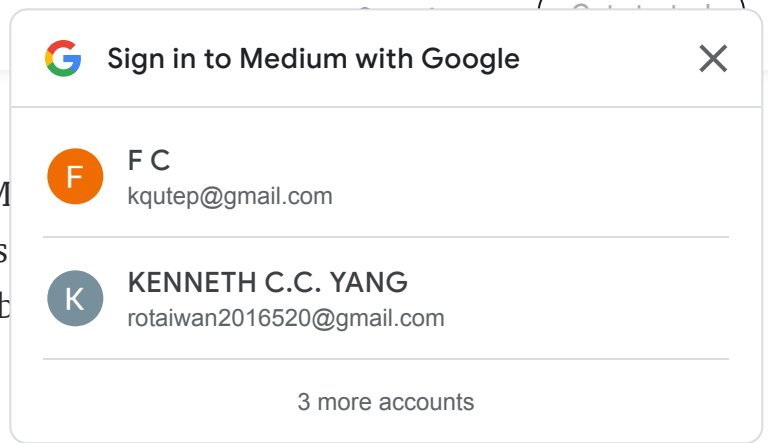 Sign in to Medium with Google
F
F C
kqutep@gmail.com
K
KENNETH C.C. YANG
rotaiwan2016520@gmail.com
3 more accounts